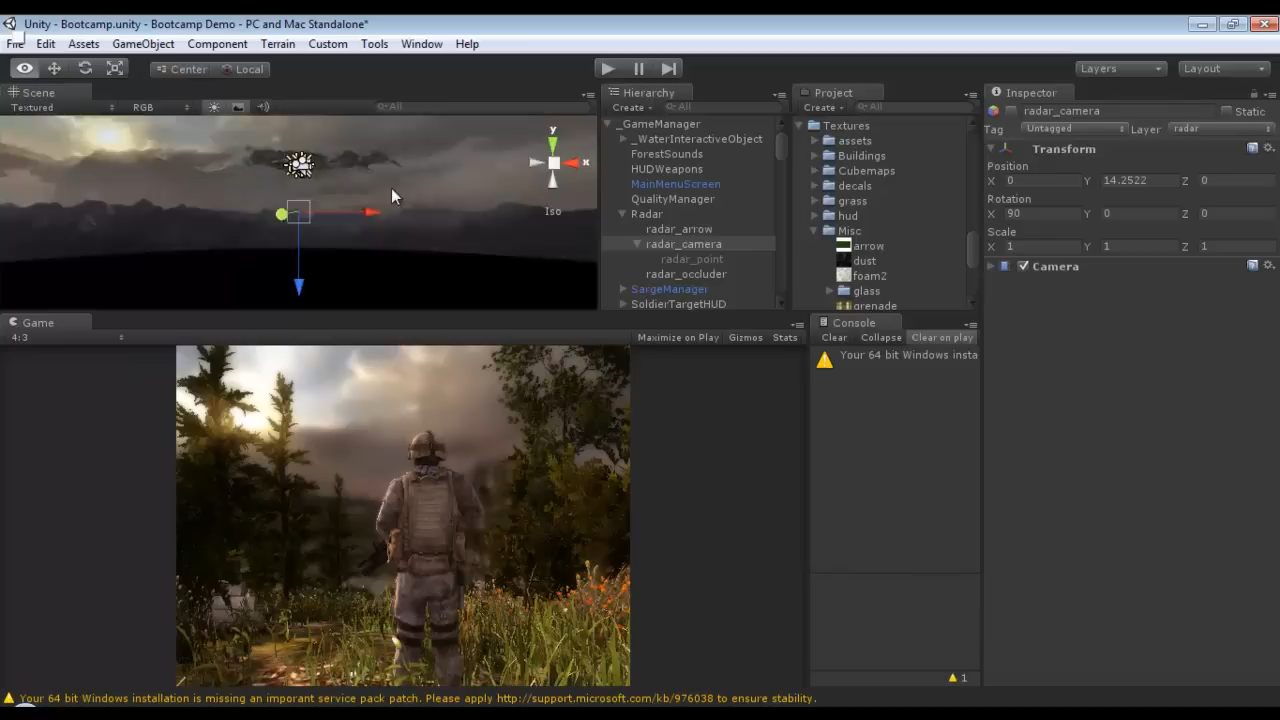 Unity - Bootcamp.unity - Bootcamp Demo - PC and Mac Standalone*
File Edit Assets GameObject Component Terrain Custom Tools Window Help
Center Local Layers Layout
Scene
Textured RGB All
y
x
Iso
Hierarchy
Create All
_GameManager
_WaterInteractiveObject
ForestSounds
HUDWeapons
MainMenuScreen
QualityManager
Radar
radar_arrow
radar_camera
radar_point
radar_occluder
SargeManager
SoldierTargetHUD
Project
Create All
Textures
assets
Buildings
Cubemaps
decals
grass
hud
Misc
arrow
dust
foam2
glass
grenade
Inspector
radar_camera Static
Tag Untagged Layer radar
Transform
Position
X 0 Y 14.2522 Z 0
Rotation
X 90 Y 0 Z 0
Scale
X 1 Y 1 Z 1
Camera
Game
4:3 Maximize on Play Gizmos Stats
Console
Clear Collapse Clear on play
Your 64 bit Windows insta
1
Your 64 bit Windows installation is missing an imporant service pack patch. Please apply http://support.microsoft.com/kb/976038 to ensure stability.